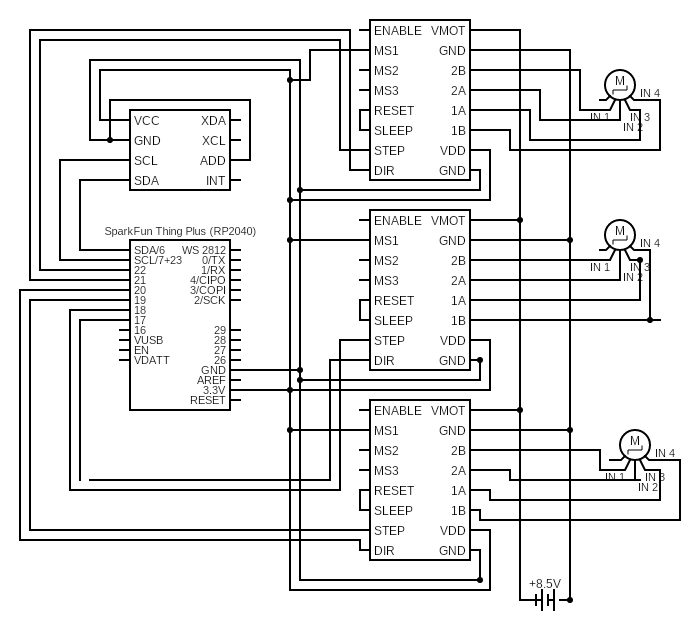 ENABLE VMOT
MS1 GND
MS2 2B
MS3 2A
RESET 1A
SLEEP 1B
STEP VDD
DIR GND
M
IN 4
IN 1
IN 3
IN 2
VCC XDA
GND XCL
SCL ADD
SDA INT
SparkFun Thing Plus (RP2040)
SDA/6 WS 2812
SCL/7+23 0/TX
22 1/RX
21 4/CIPO
20 3/COPI
19 2/SCK
18
17
16 29
VUSB 28
EN 27
VDATT 26
GND
AREF
3.3V
RESET
ENABLE VMOT
MS1 GND
MS2 2B
MS3 2A
RESET 1A
SLEEP 1B
STEP VDD
DIR GND
M
IN 4
IN 1
IN 3
IN 2
ENABLE VMOT
MS1 GND
MS2 2B
MS3 2A
RESET 1A
SLEEP 1B
STEP VDD
DIR GND
M
IN 4
IN 1
IN 3
IN 2
+8.5V